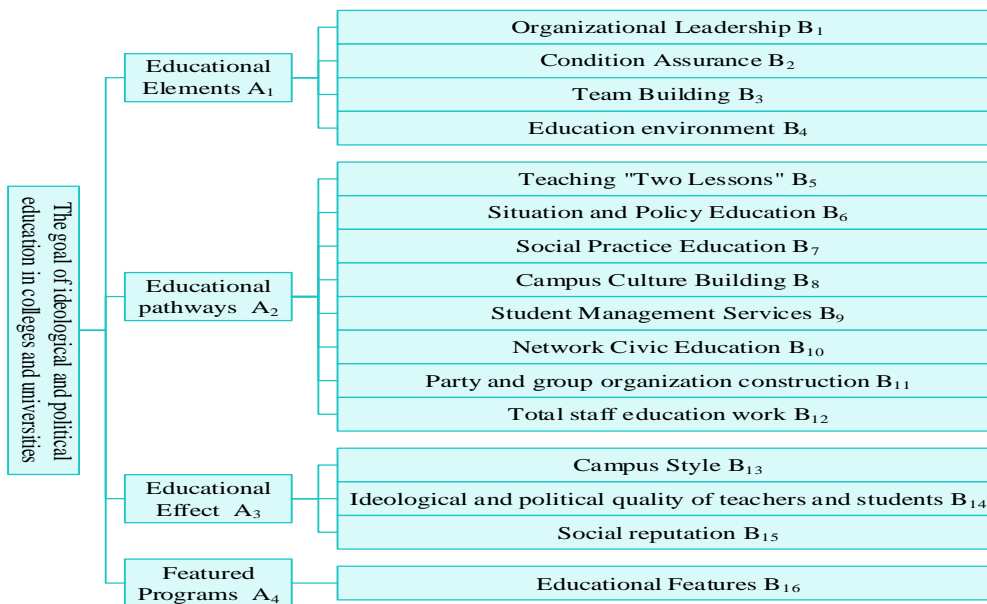 The goal of ideological and political
education in colleges and universities
Educational
Elements A₁
Organizational Leadership B₁
Condition Assurance B₂
Team Building B₃
Education environment B₄
Educational
pathways A₂
Teaching "Two Lessons" B₅
Situation and Policy Education B₆
Social Practice Education B₇
Campus Culture Building B₈
Student Management Services B₉
Network Civic Education B₁₀
Party and group organization construction B₁₁
Total staff education work B₁₂
Educational
Effect A₃
Campus Style B₁₃
Ideological and political quality of teachers and students B₁₄
Social reputation B₁₅
Featured
Programs A₄
Educational Features B₁₆